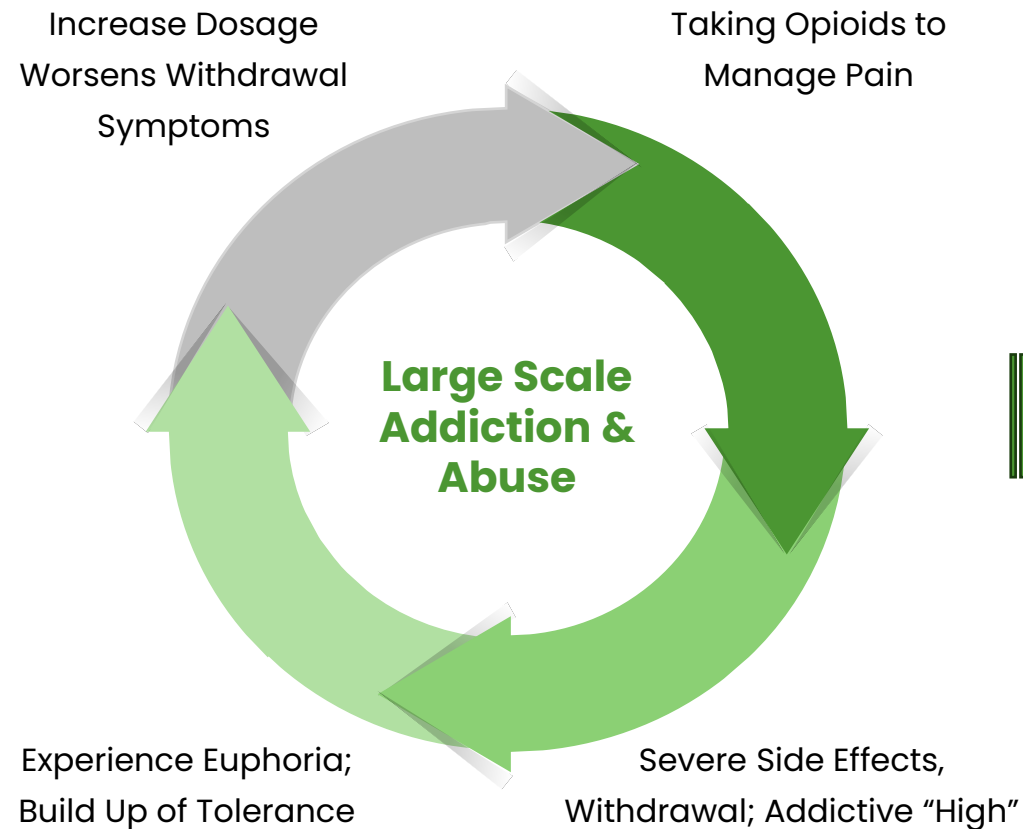 Increase Dosage
Worsens Withdrawal
Symptoms
Taking Opioids to
Manage Pain
Large Scale
Addiction &
Abuse
Experience Euphoria;
Build Up of Tolerance
Severe Side Effects,
Withdrawal; Addictive “High”